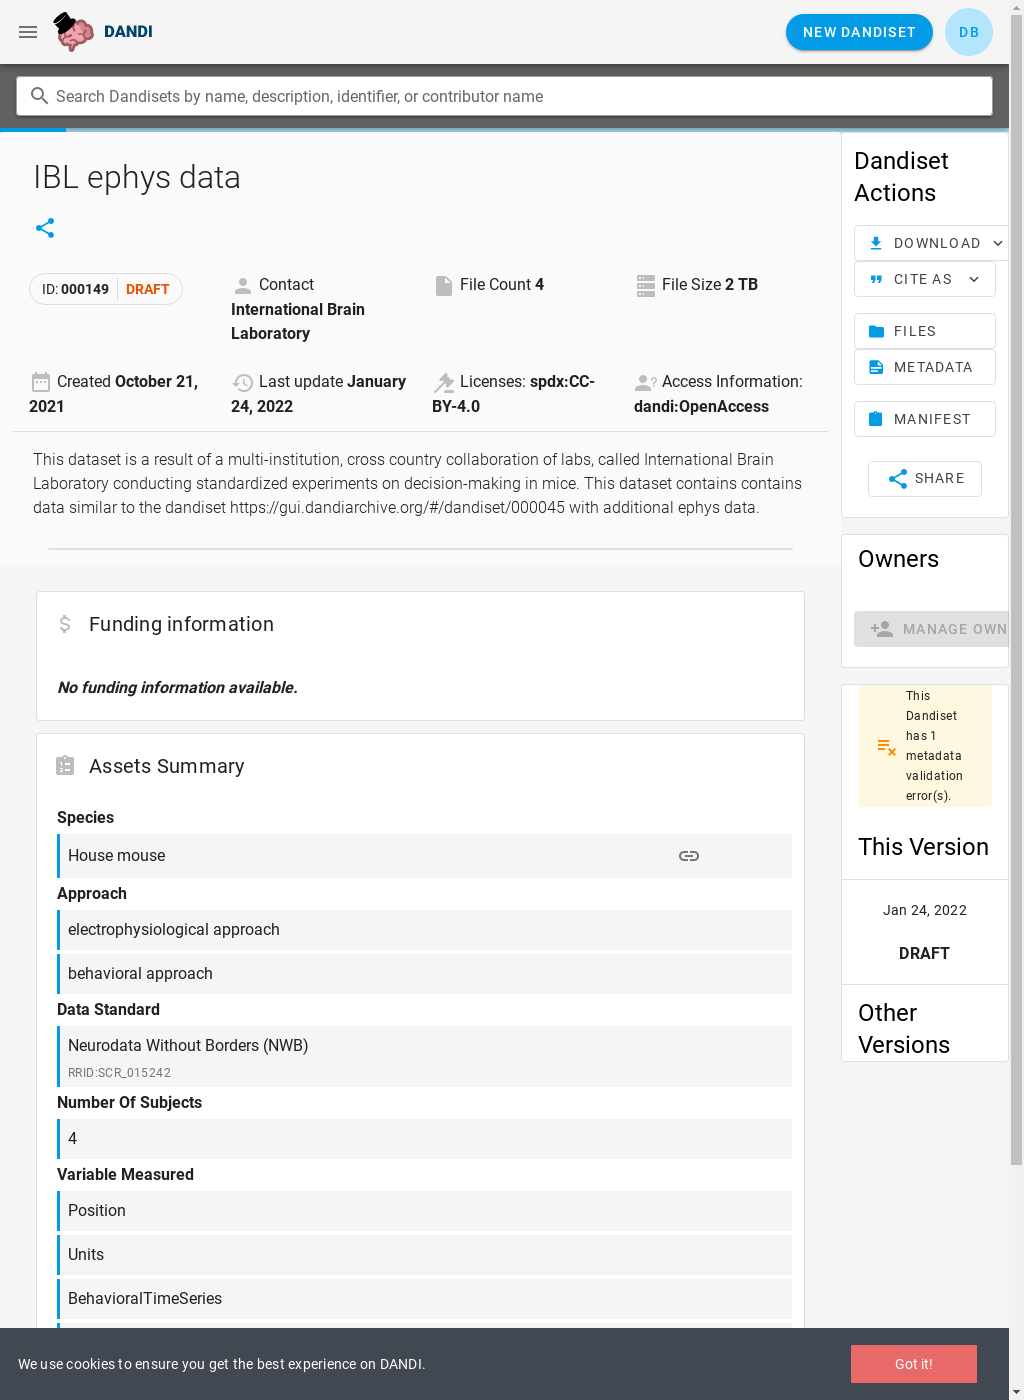 DANDI
NEW DANDISET
DB
Search Dandisets by name, description, identifier, or contributor name
IBL ephys data
ID: 000149 DRAFT
Contact
International Brain
Laboratory
File Count 4
File Size 2 TB
Created October 21,
2021
Last update January
24, 2022
Licenses: spdx:CC-
BY-4.0
Access Information:
dandi:OpenAccess
This dataset is a result of a multi-institution, cross country collaboration of labs, called International Brain
Laboratory conducting standardized experiments on decision-making in mice. This dataset contains contains
data similar to the dandiset https://gui.dandiarchive.org/#/dandiset/000045 with additional ephys data.
Funding information
No funding information available.
Assets Summary
Species
House mouse
Approach
electrophysiological approach
behavioral approach
Data Standard
Neurodata Without Borders (NWB)
RRID:SCR_015242
Number Of Subjects
4
Variable Measured
Position
Units
BehavioralTimeSeries
Dandiset
Actions
DOWNLOAD
CITE AS
FILES
METADATA
MANIFEST
SHARE
Owners
MANAGE OWN
This
Dandiset
has 1
metadata
validation
error(s).
This Version
Jan 24, 2022
DRAFT
Other
Versions
We use cookies to ensure you get the best experience on DANDI.
Got it!